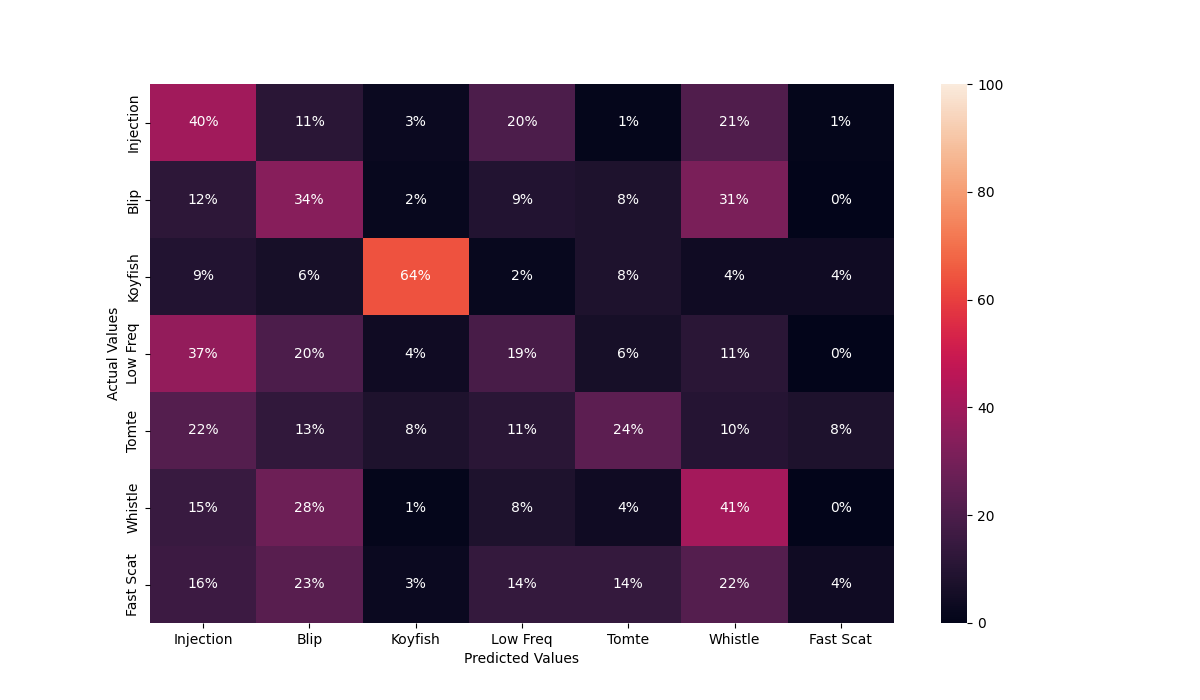 Actual Values
Injection 40% 11% 3% 20% 1% 21% 1%
Blip 12% 34% 2% 9% 8% 31% 0%
Koyfish 9% 6% 64% 2% 8% 4% 4%
Low Freq 37% 20% 4% 19% 6% 11% 0%
Tomte 22% 13% 8% 11% 24% 10% 8%
Whistle 15% 28% 1% 8% 4% 41% 0%
Fast Scat 16% 23% 3% 14% 14% 22% 4%
Injection Blip Koyfish Low Freq Tomte Whistle Fast Scat
Predicted Values
100
80
60
40
20
0